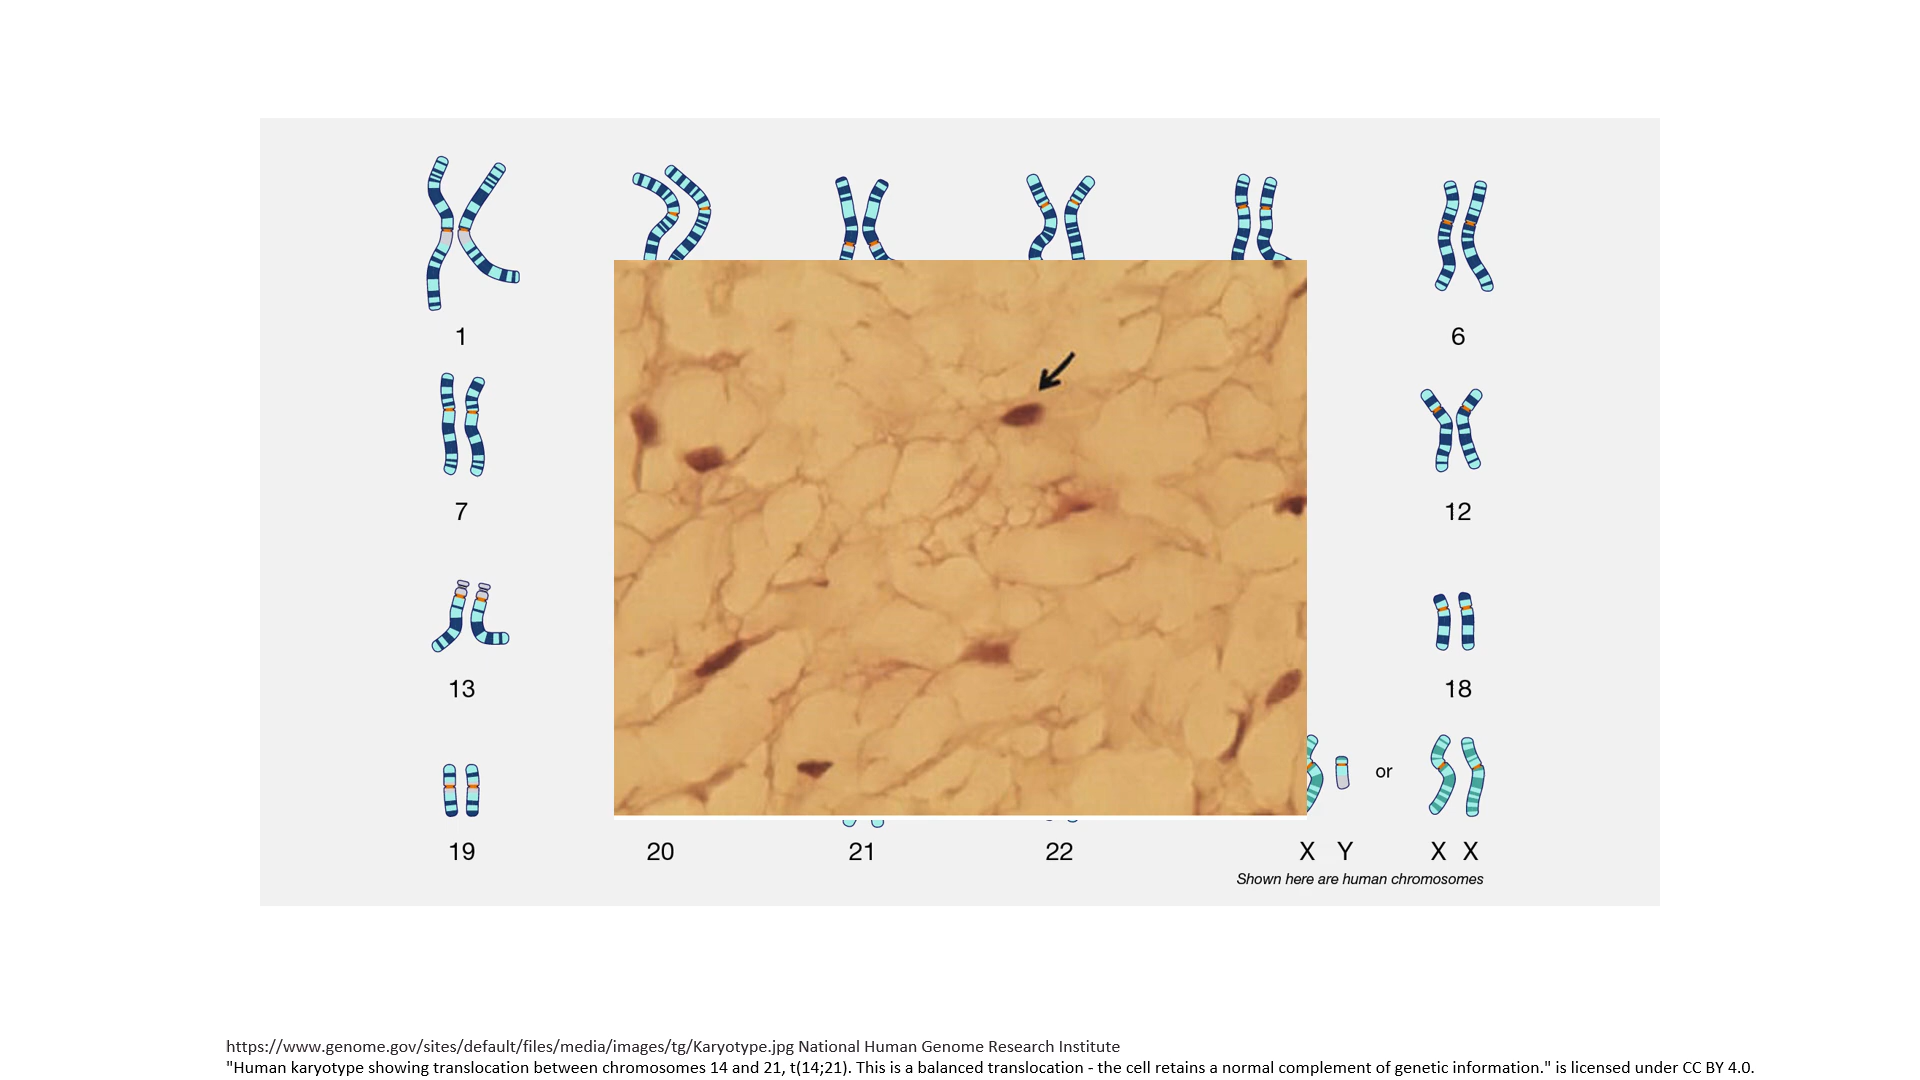 1 6
7 12
13 18
or
19 20 21 22 X Y X X
Shown here are human chromosomes
https://www.genome.gov/sites/default/files/media/images/tg/Karyotype.jpg National Human Genome Research Institute
"Human karyotype showing translocation between chromosomes 14 and 21, t(14;21). This is a balanced translocation - the cell retains a normal complement of genetic information." is licensed under CC BY 4.0.